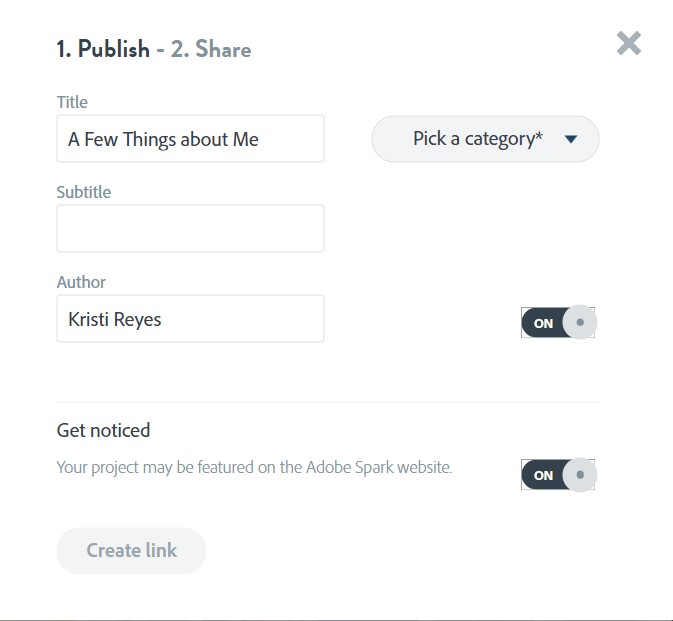 1. Publish - 2. Share
Title
A Few Things about Me
Pick a category*
Subtitle
Author
Kristi Reyes
ON
Get noticed
Your project may be featured on the Adobe Spark website.
ON
Create link